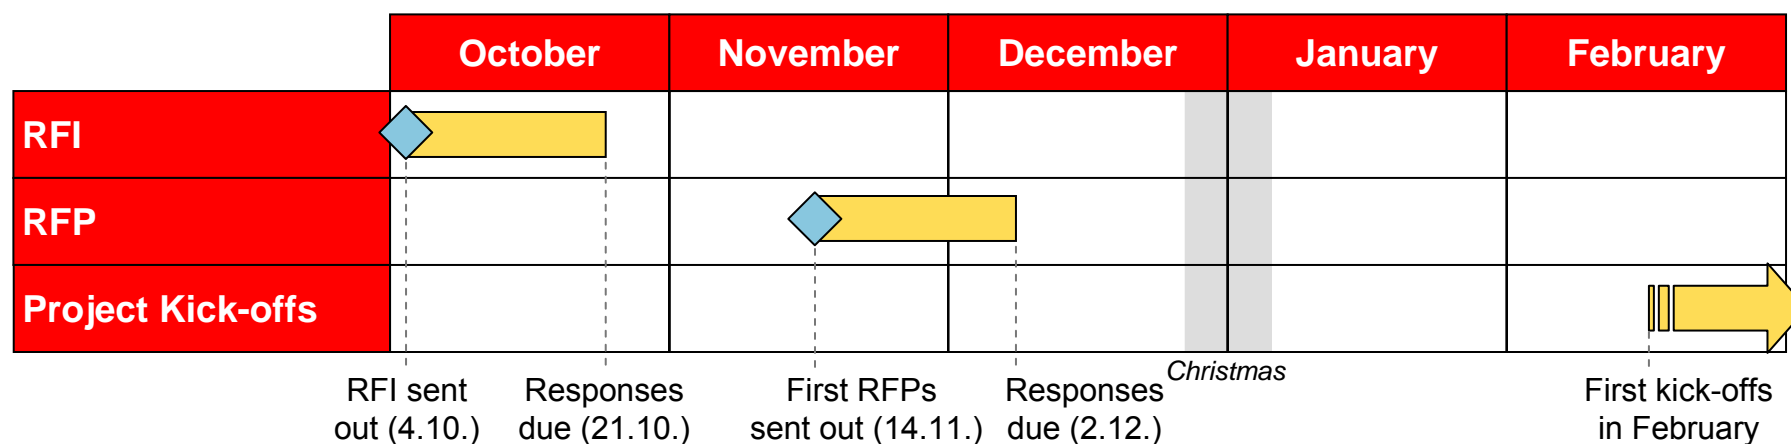 October November December January February
RFI
RFP
Project Kick-offs
Christmas
RFI sent
out (4.10.)
Responses
due (21.10.)
First RFPs
sent out (14.11.)
Responses
due (2.12.)
First kick-offs
in February